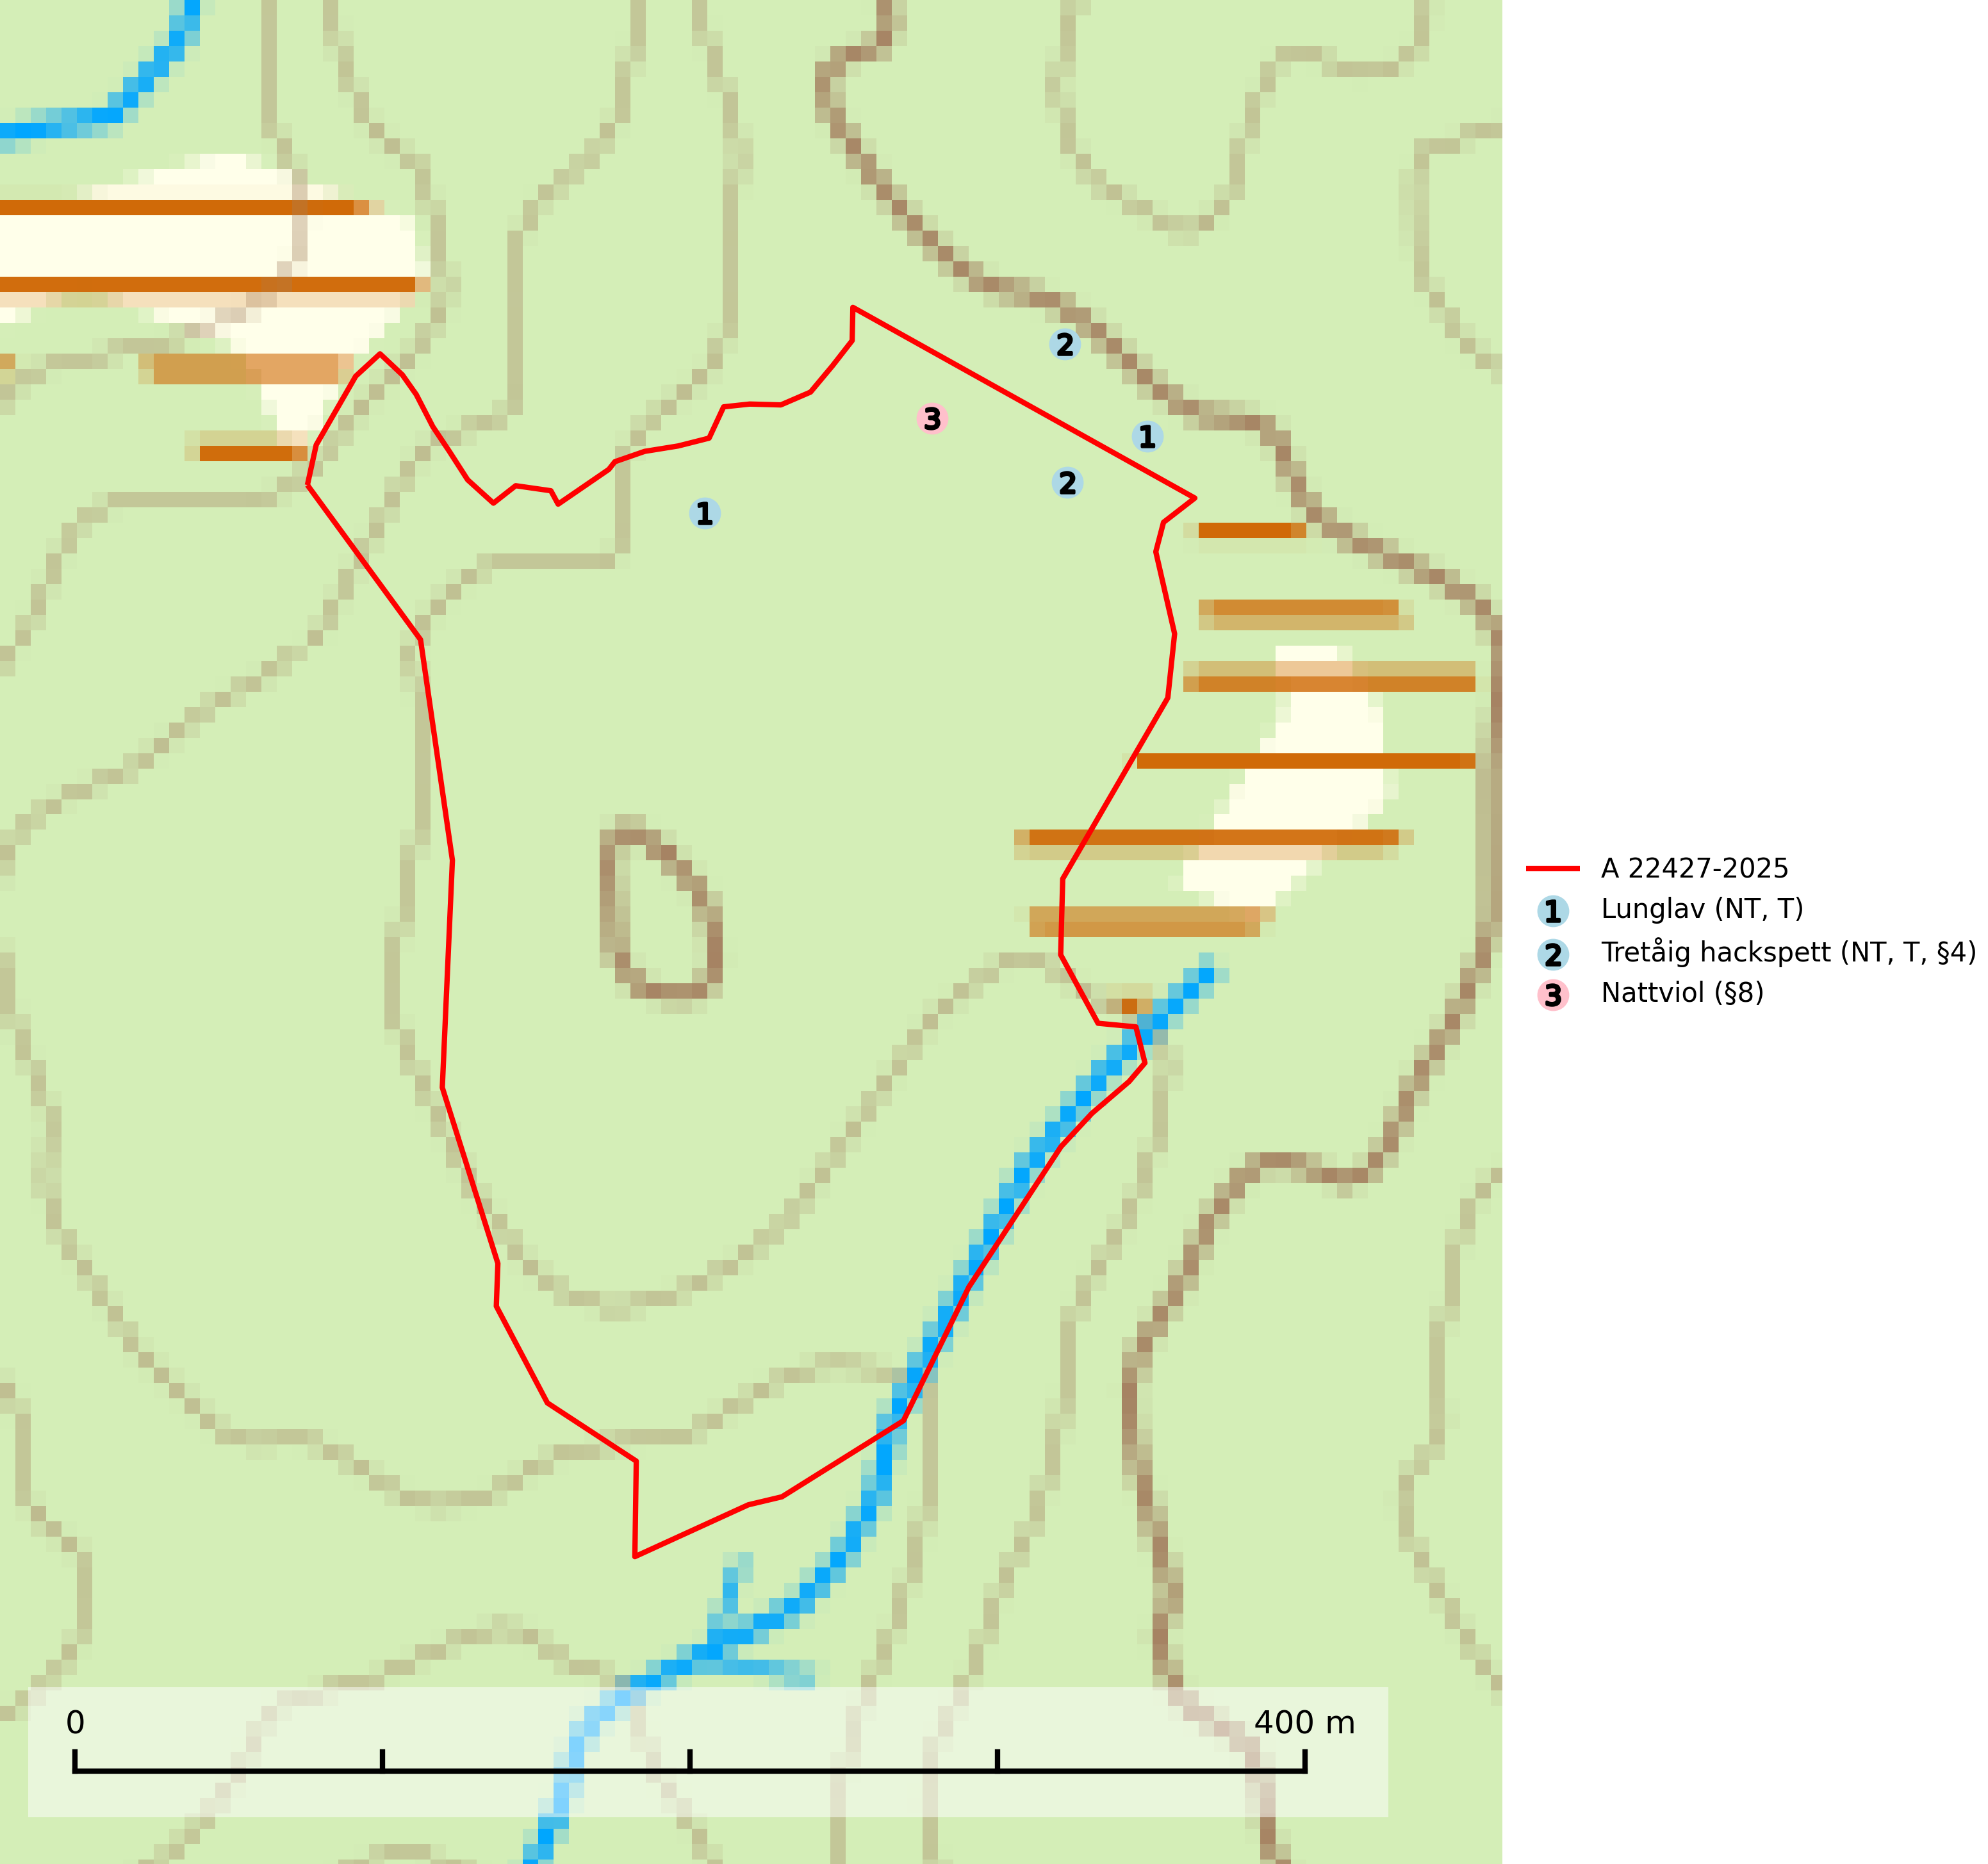 2
3
1
2
1
A 22427-2025
1 Lunglav (NT, T)
2 Tretåig hackspett (NT, T, §4)
3 Nattviol (§8)
0 400 m